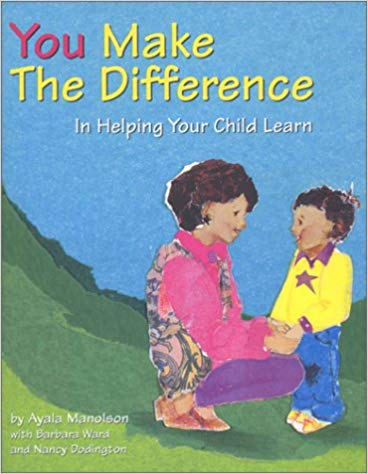 You Make
The Difference
In Helping Your Child Learn
by Ayala Manolson
with Barbara Ward
and Nancy Dodington